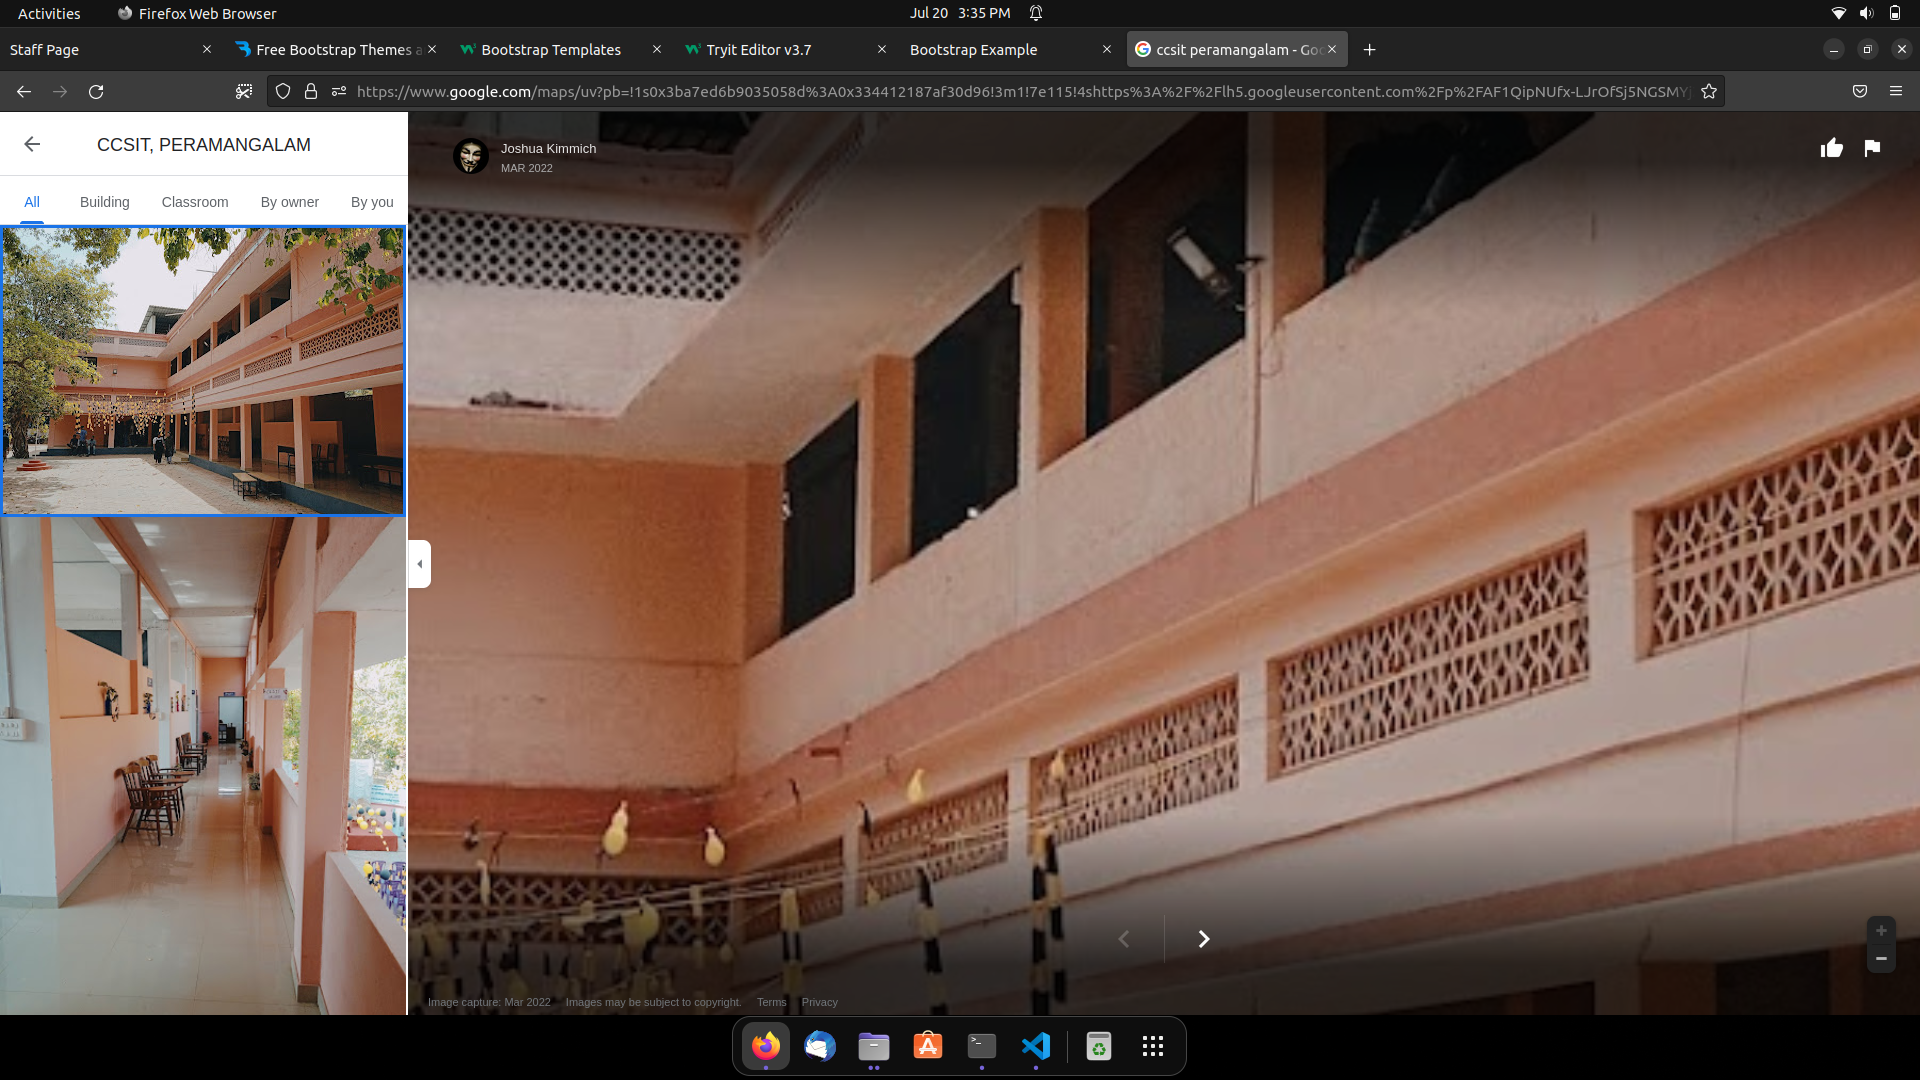 Activities
Firefox Web Browser
Jul 20 3:35 PM
Staff Page
Free Bootstrap Themes a
Bootstrap Templates
Tryit Editor v3.7
Bootstrap Example
ccsit peramangalam - Goo
https://www.google.com/maps/uv?pb=!1s0x3ba7ed6b9035058d%3A0x334412187af30d96!3m1!7e115!4shttps%3A%2F%2Flh5.googleusercontent.com%2Fp%2FAF1QipNUfx-LJrOfSj5NGSMYj
CCSIT, PERAMANGALAM
All
Building
Classroom
By owner
By you
Joshua Kimmich
MAR 2022
Image capture: Mar 2022
Images may be subject to copyright.
Terms
Privacy